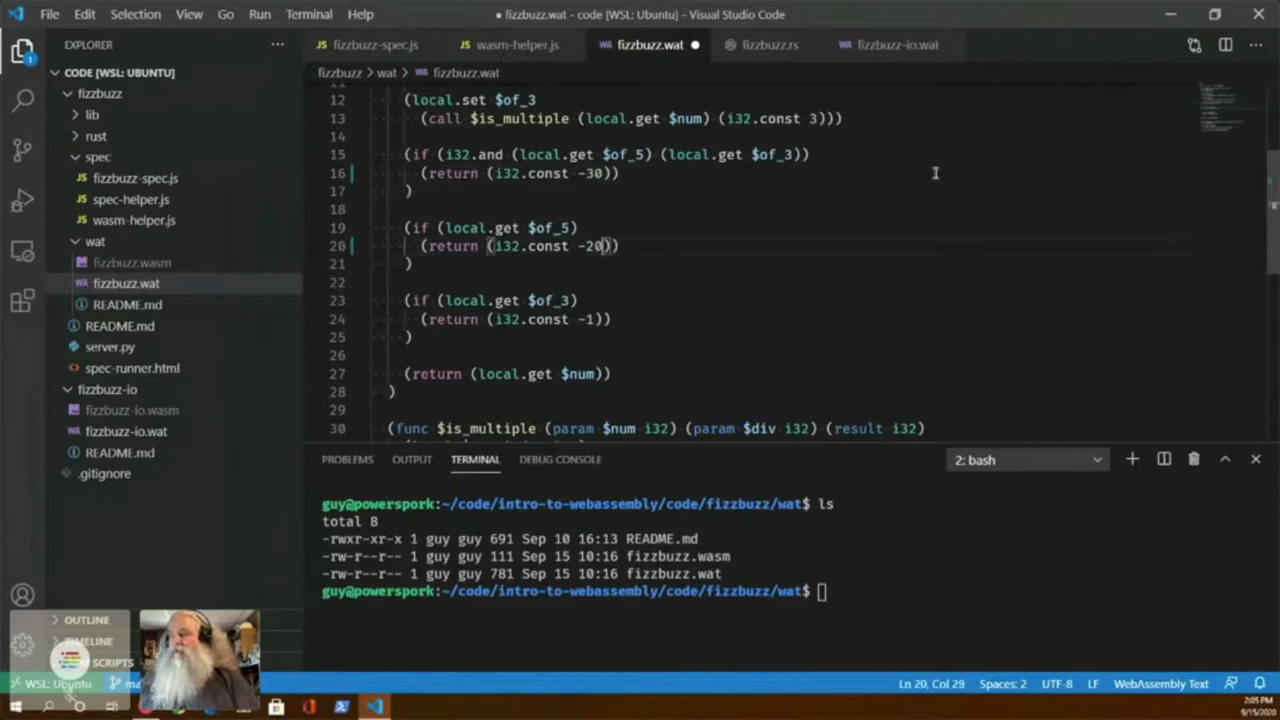 File Edit Selection View Go Run Terminal Help
● fizzbuzz.wat - code [WSL: Ubuntu] - Visual Studio Code
EXPLORER
CODE [WSL: UBUNTU]
fizzbuzz
lib
rust
spec
JS fizzbuzz-spec.js
JS spec-helper.js
JS wasm-helper.js
wat
fizzbuzz.wasm
WA fizzbuzz.wat
README.md
README.md
server.py
spec-runner.html
fizzbuzz-io
fizzbuzz-io.wasm
WA fizzbuzz-io.wat
README.md
.gitignore
OUTLINE
TIMELINE
SCRIPTS
JS fizzbuzz-spec.js JS wasm-helper.js WA fizzbuzz.wat ● fizzbuzz.rs WA fizzbuzz-io.wat
fizzbuzz > wat > WA fizzbuzz.wat
11
12 (local.set $of_3
13 (call $is_multiple (local.get $num) (i32.const 3)))
14
15 (if (i32.and (local.get $of_5) (local.get $of_3))
16 (return (i32.const -30))
17 )
18
19 (if (local.get $of_5)
20 (return (i32.const -20))
21 )
22
23 (if (local.get $of_3)
24 (return (i32.const -1))
25 )
26
27 (return (local.get $num))
28 )
29
30 (func $is_multiple (param $num i32) (param $div i32) (result i32)
PROBLEMS OUTPUT TERMINAL DEBUG CONSOLE 2: bash
guy@powerspork:~/code/intro-to-webassembly/code/fizzbuzz/wat$ ls
total 8
-rwxr-xr-x 1 guy guy 691 Sep 10 16:13 README.md
-rw-r--r-- 1 guy guy 111 Sep 15 10:16 fizzbuzz.wasm
-rw-r--r-- 1 guy guy 781 Sep 15 10:16 fizzbuzz.wat
guy@powerspork:~/code/intro-to-webassembly/code/fizzbuzz/wat$
WSL: Ubuntu ma Ln 20, Col 29 Spaces: 2 UTF-8 LF WebAssembly Text
2:05 PM
9/15/2020